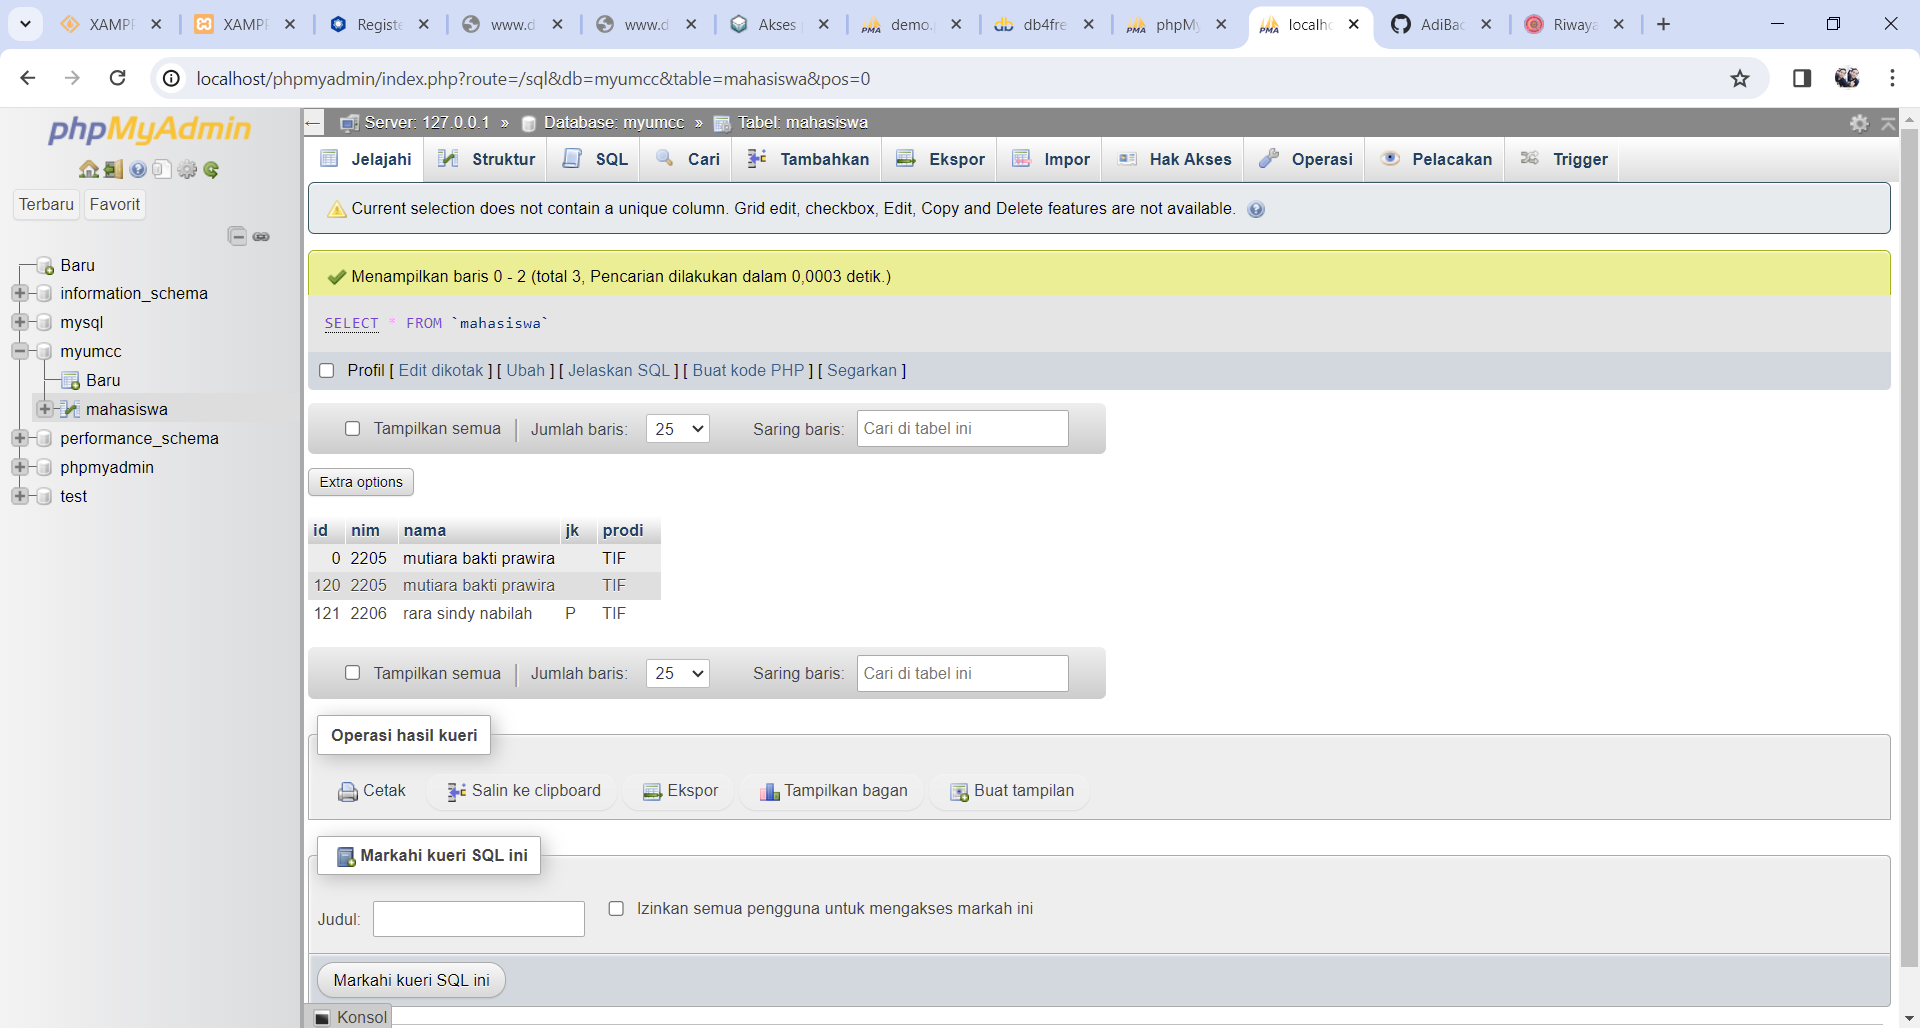 XAMPP
XAMPP
Registe
www.d
www.d
Akses
demo.
db4fre
phpMy
localho
AdiBac
Riwaya
localhost/phpmyadmin/index.php?route=/sql&db=myumcc&table=mahasiswa&pos=0
phpMyAdmin
Terbaru Favorit
Baru
information_schema
mysql
myumcc
Baru
mahasiswa
performance_schema
phpmyadmin
test
Server: 127.0.0.1 » Database: myumcc » Tabel: mahasiswa
Jelajahi Struktur SQL Cari Tambahkan Ekspor Impor Hak Akses Operasi Pelacakan Trigger
Current selection does not contain a unique column. Grid edit, checkbox, Edit, Copy and Delete features are not available.
Menampilkan baris 0 - 2 (total 3, Pencarian dilakukan dalam 0,0003 detik.)
SELECT * FROM `mahasiswa`
Profil [ Edit dikotak ] [ Ubah ] [ Jelaskan SQL ] [ Buat kode PHP ] [ Segarkan ]
Tampilkan semua | Jumlah baris: 25 Saring baris: Cari di tabel ini
Extra options
id nim nama jk prodi
0 2205 mutiara bakti prawira TIF
120 2205 mutiara bakti prawira TIF
121 2206 rara sindy nabilah P TIF
Tampilkan semua | Jumlah baris: 25 Saring baris: Cari di tabel ini
Operasi hasil kueri
Cetak Salin ke clipboard Ekspor Tampilkan bagan Buat tampilan
Markahi kueri SQL ini
Judul: Izinkan semua pengguna untuk mengakses markah ini
Markahi kueri SQL ini
Konsol